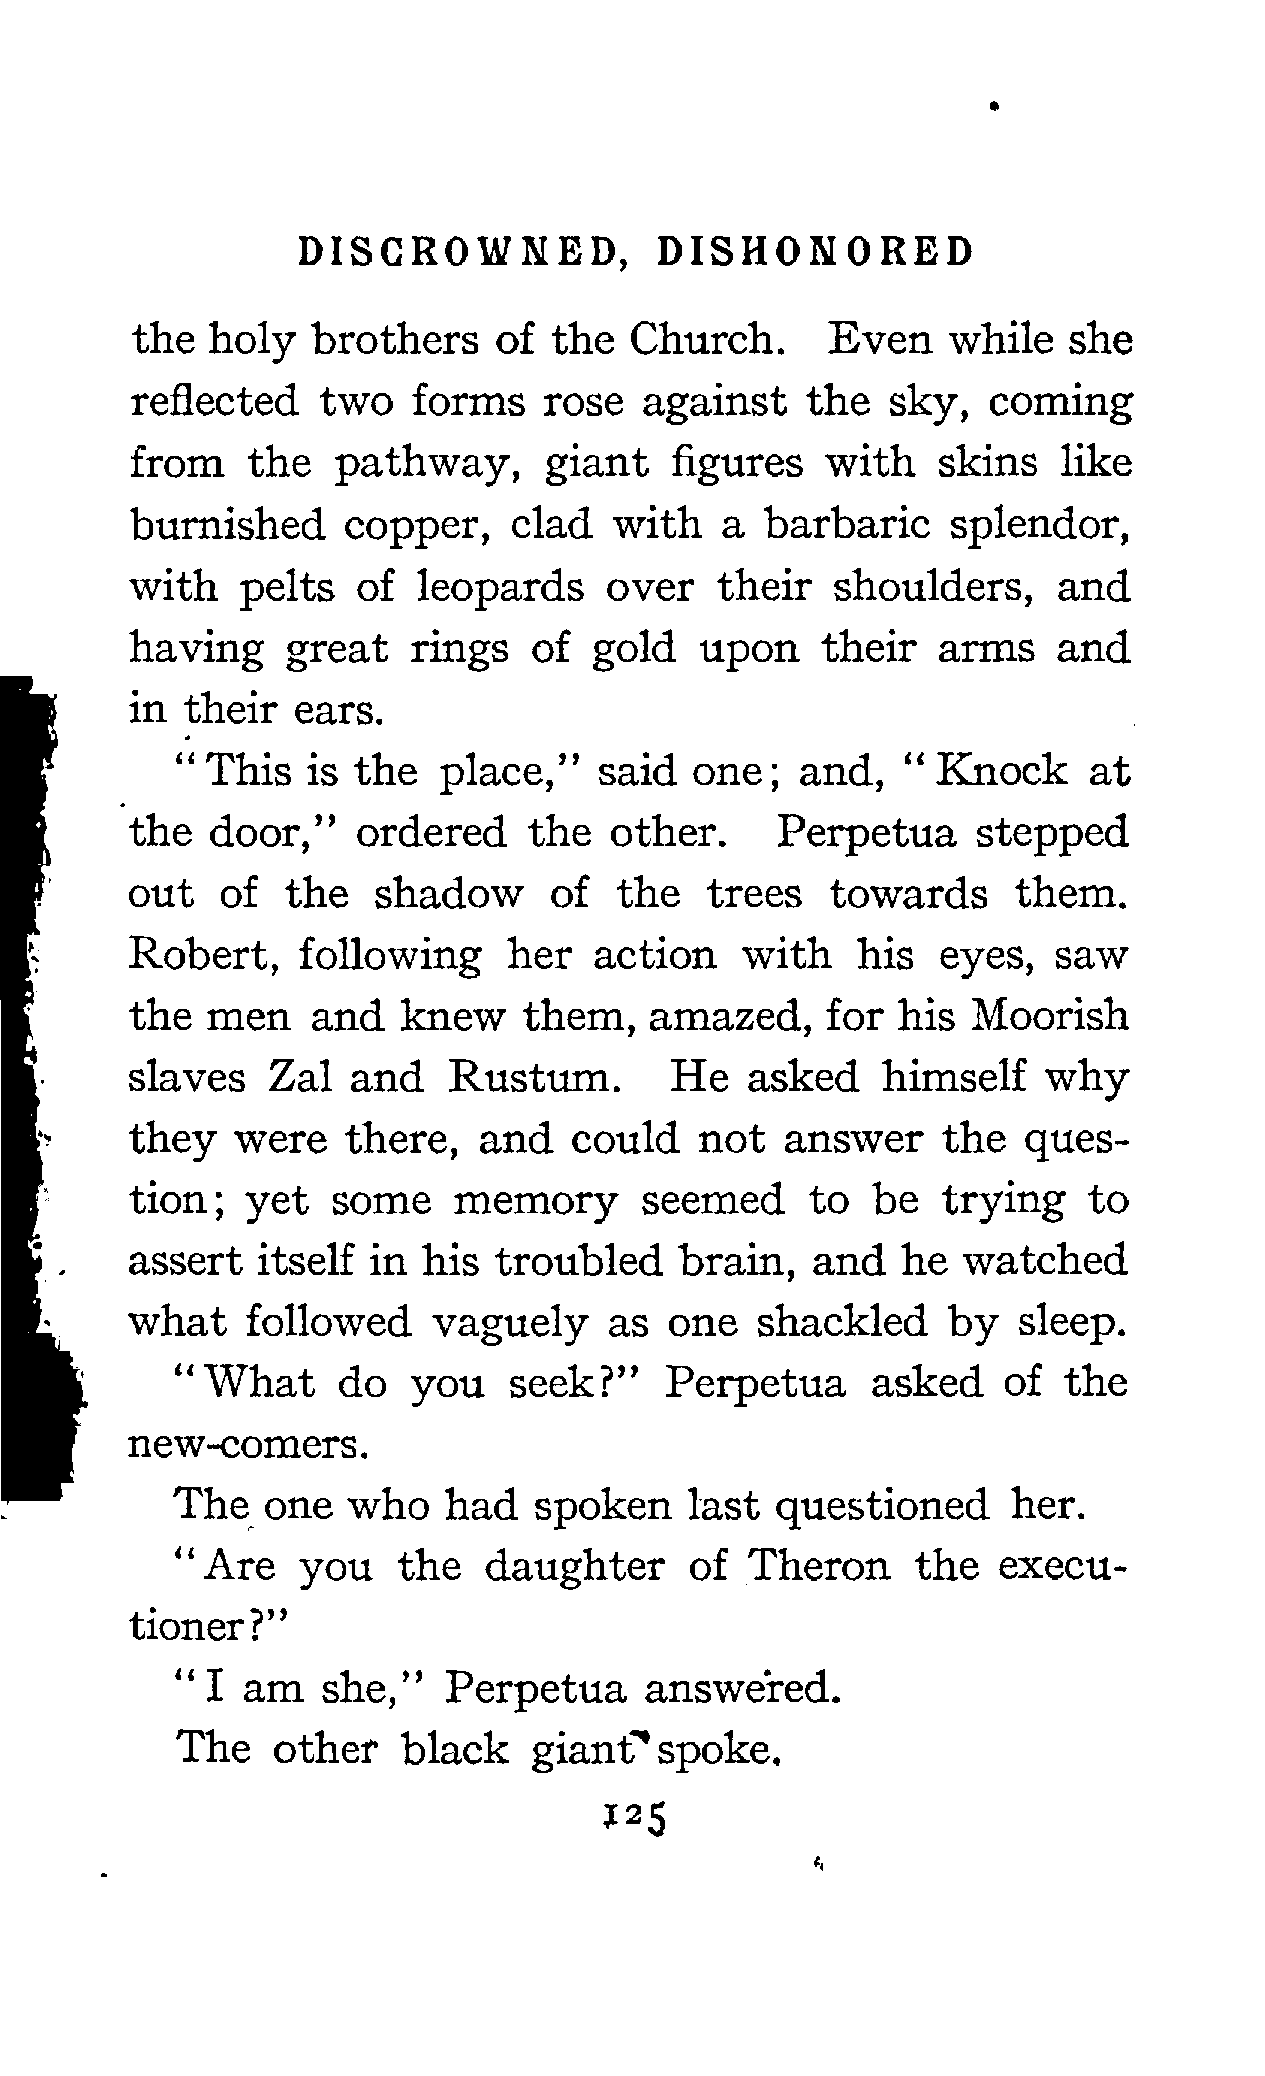 DISCROWNED, DISHONORED
the holy brothers of the Church. Even while she
reflected two forms rose against the sky, coming
from the pathway, giant figures with skins like
burnished copper, clad with a barbaric splendor,
with pelts of leopards over their shoulders, and
having great rings of gold upon their arms and
in their ears.
"This is the place," said one; and, "Knock at
the door," ordered the other. Perpetua stepped
out of the shadow of the trees towards them.
Robert, following her action with his eyes, saw
the men and knew them, amazed, for his Moorish
slaves Zal and Rustum. He asked himself why
they were there, and could not answer the ques-
tion; yet some memory seemed to be trying to
assert itself in his troubled brain, and he watched
what followed vaguely as one shackled by sleep.
"What do you seek?" Perpetua asked of the
new-comers.
The one who had spoken last questioned her.
"Are you the daughter of Theron the execu-
tioner?"
"I am she," Perpetua answered.
The other black giant spoke.
125